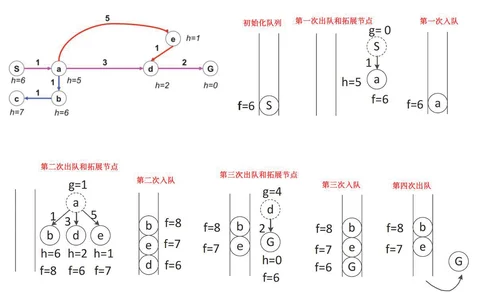 5
e
h=1
1
S
1
a
3
d
2
G
h=6
h=5
h=2
h=0
1
c
1
b
h=7
h=6
初始化队列
f=6
S
第一次出队和拓展节点
g= 0
S
1
h=5
a
f=6
第一次入队
f=6
a
第二次出队和拓展节点
g=1
a
1
3
5
b
d
e
h=6
h=2
h=1
f=8
f=6
f=7
第二次入队
b
f=8
e
f=7
d
f=6
第三次出队和拓展节点
g=4
f=8
b
d
f=7
e
2
G
h=0
f=6
第三次入队
f=8
b
f=7
e
f=6
G
第四次出队
f=8
b
f=7
e
G